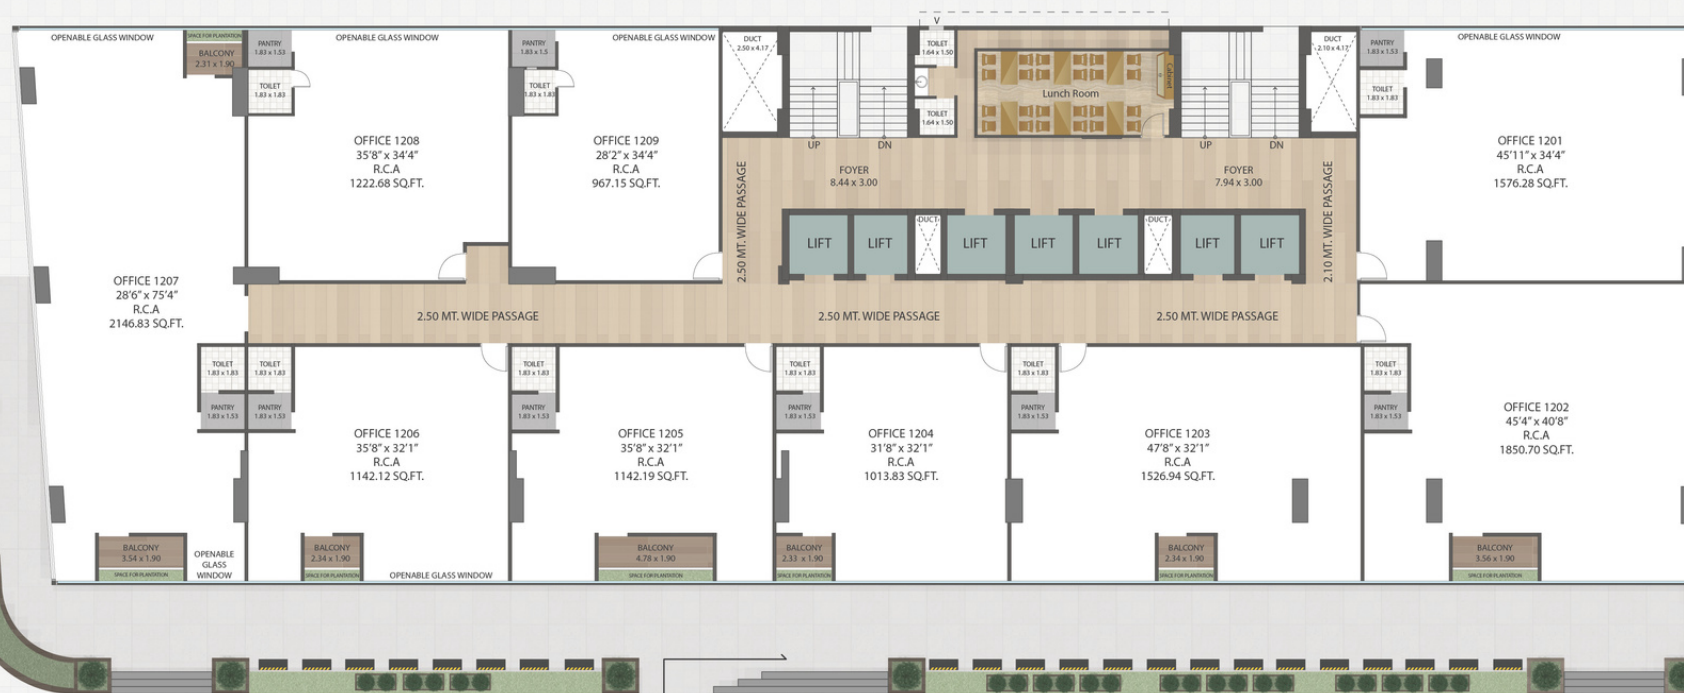 OPENABLE GLASS WINDOW
SPACE FOR PLANTATION
BALCONY
2.31 x 1.90
PANTRY
1.83 x 1.53
TOILET
1.83 x 1.83
OPENABLE GLASS WINDOW
OFFICE 1208
35'8" x 34'4"
R.C.A
1222.68 SQ.FT.
PANTRY
1.83 x 1.5
TOILET
1.83 x 1.83
OPENABLE GLASS WINDOW
OFFICE 1209
28'2" x 34'4"
R.C.A
967.15 SQ.FT.
DUCT
2.50 x 4.17
UP
DN
V
TOILET
1.64 x 1.50
TOILET
1.64 x 1.50
Lunch Room
Cabinet
UP
DN
DUCT
2.10 x 4.17
PANTRY
1.83 x 1.53
TOILET
1.83 x 1.83
OPENABLE GLASS WINDOW
OFFICE 1201
45'11" x 34'4"
R.C.A
1576.28 SQ.FT.
2.50 MT. WIDE PASSAGE
FOYER
8.44 x 3.00
FOYER
7.94 x 3.00
2.10 MT. WIDE PASSAGE
LIFT
LIFT
DUCT
LIFT
LIFT
LIFT
DUCT
LIFT
LIFT
OFFICE 1207
28'6" x 75'4"
R.C.A
2146.83 SQ.FT.
2.50 MT. WIDE PASSAGE
2.50 MT. WIDE PASSAGE
2.50 MT. WIDE PASSAGE
TOILET
1.83 x 1.83
PANTRY
1.83 x 1.53
TOILET
1.83 x 1.83
PANTRY
1.83 x 1.53
OFFICE 1206
35'8" x 32'1"
R.C.A
1142.12 SQ.FT.
TOILET
1.83 x 1.83
PANTRY
1.83 x 1.53
OFFICE 1205
35'8" x 32'1"
R.C.A
1142.19 SQ.FT.
TOILET
1.83 x 1.83
PANTRY
1.83 x 1.53
OFFICE 1204
31'8" x 32'1"
R.C.A
1013.83 SQ.FT.
TOILET
1.83 x 1.83
PANTRY
1.83 x 1.53
OFFICE 1203
47'8" x 32'1"
R.C.A
1526.94 SQ.FT.
TOILET
1.83 x 1.83
PANTRY
1.83 x 1.53
OFFICE 1202
45'4" x 40'8"
R.C.A
1850.70 SQ.FT.
BALCONY
3.54 x 1.90
SPACE FOR PLANTATION
OPENABLE
GLASS
WINDOW
BALCONY
2.34 x 1.90
SPACE FOR PLANTATION
OPENABLE GLASS WINDOW
BALCONY
4.78 x 1.90
SPACE FOR PLANTATION
BALCONY
2.33 x 1.90
SPACE FOR PLANTATION
BALCONY
2.34 x 1.90
SPACE FOR PLANTATION
BALCONY
3.56 x 1.90
SPACE FOR PLANTATION